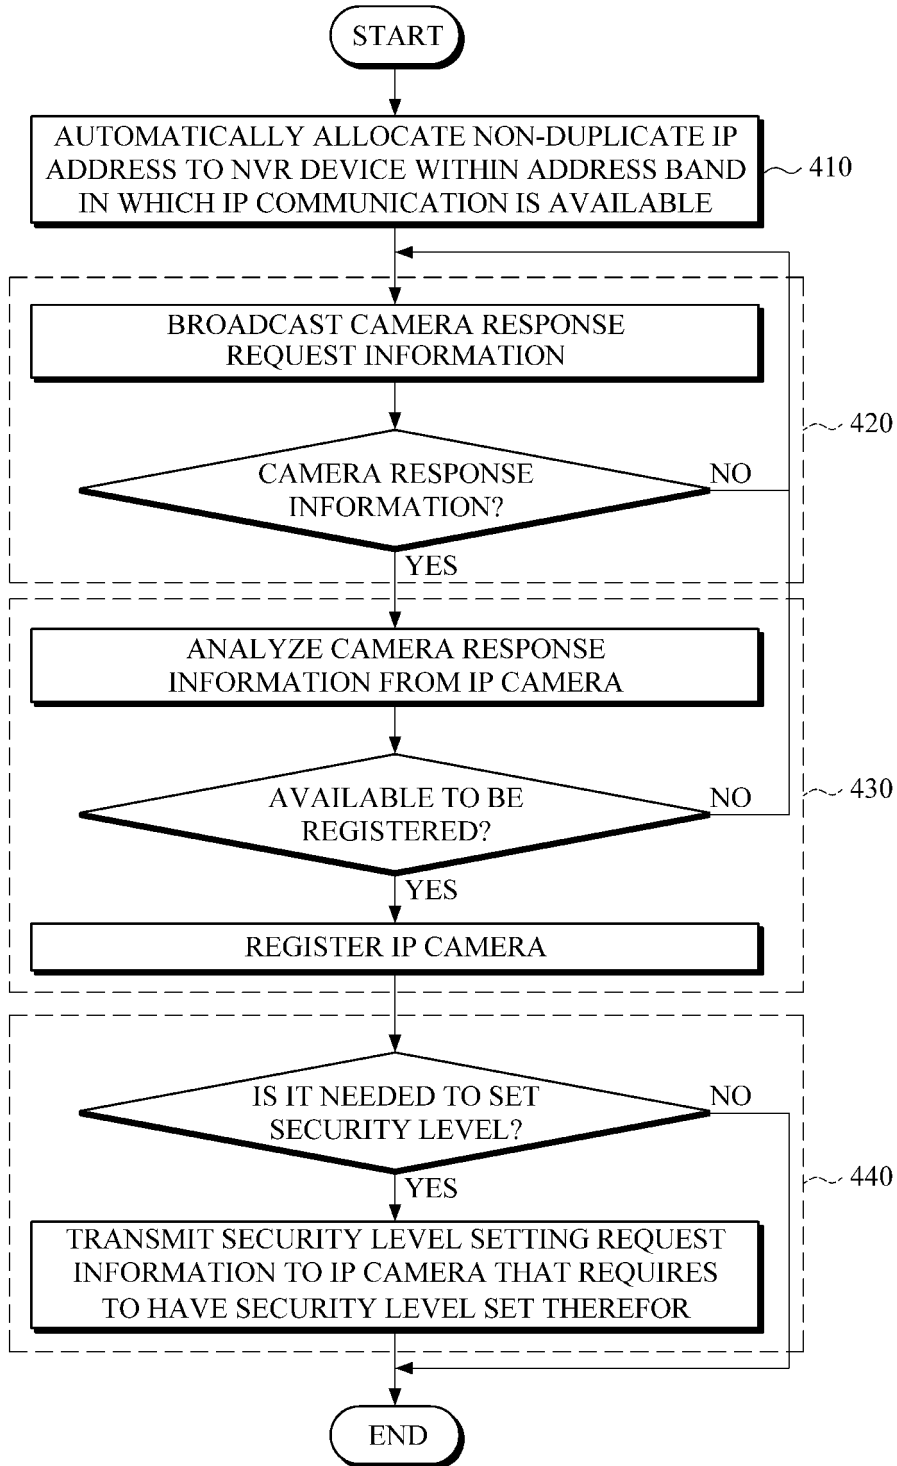 START
AUTOMATICALLY ALLOCATE NON-DUPLICATE IP
ADDRESS TO NVR DEVICE WITHIN ADDRESS BAND
IN WHICH IP COMMUNICATION IS AVAILABLE
410
BROADCAST CAMERA RESPONSE
REQUEST INFORMATION
420
CAMERA RESPONSE
INFORMATION?
NO
YES
ANALYZE CAMERA RESPONSE
INFORMATION FROM IP CAMERA
430
AVAILABLE TO BE
REGISTERED?
NO
YES
REGISTER IP CAMERA
IS IT NEEDED TO SET
SECURITY LEVEL?
NO
YES
440
TRANSMIT SECURITY LEVEL SETTING REQUEST
INFORMATION TO IP CAMERA THAT REQUIRES
TO HAVE SECURITY LEVEL SET THEREFOR
END